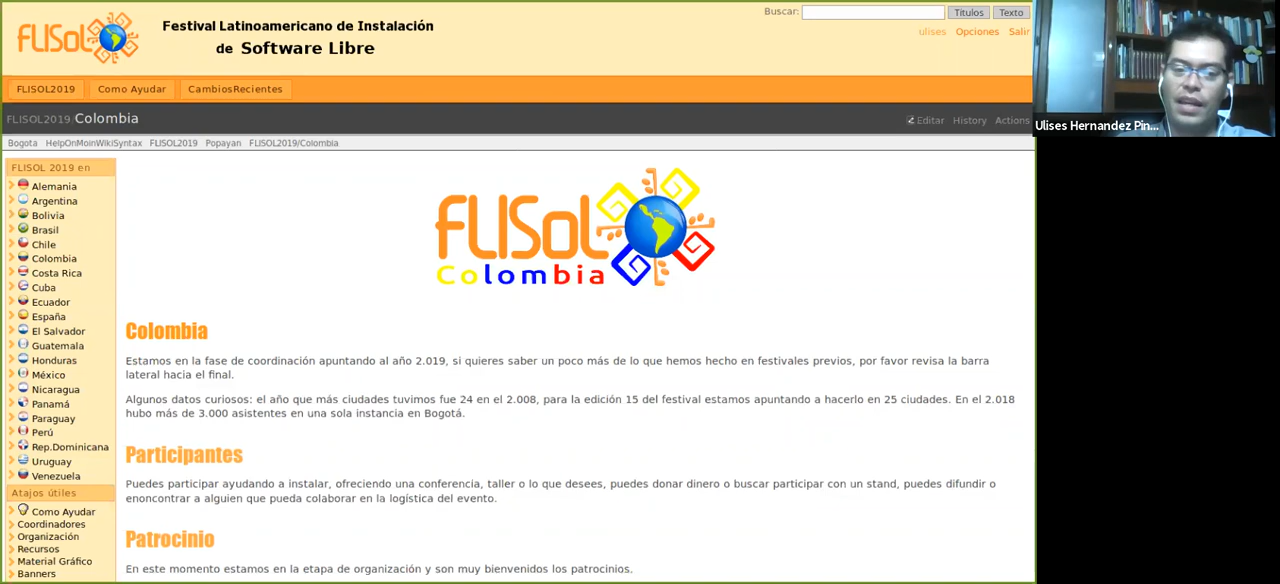 FLISoL
Festival Latinoamericano de Instalación
de Software Libre
Buscar:
Títulos Texto
ulises Opciones Salir
FLISOL2019 Como Ayudar CambiosRecientes
FLISOL2019/Colombia
Editar History Actions
Bogota HelpOnMoinWikiSyntax FLISOL2019 Popayan FLISOL2019/Colombia
FLISOL 2019 en
Alemania
Argentina
Bolivia
Brasil
Chile
Colombia
Costa Rica
Cuba
Ecuador
España
El Salvador
Guatemala
Honduras
México
Nicaragua
Panamá
Paraguay
Perú
Rep.Dominicana
Uruguay
Venezuela
Atajos útiles
Como Ayudar
Coordinadores
Organización
Recursos
Material Gráfico
Banners
FLISoL
Colombia
Colombia
Estamos en la fase de coordinación apuntando al año 2.019, si quieres saber un poco más de lo que hemos hecho en festivales previos, por favor revisa la barra
lateral hacia el final.
Algunos datos curiosos: el año que más ciudades tuvimos fue 24 en el 2.008, para la edición 15 del festival estamos apuntando a hacerlo en 25 ciudades. En el 2.018
hubo más de 3.000 asistentes en una sola instancia en Bogotá.
Participantes
Puedes participar ayudando a instalar, ofreciendo una conferencia, taller o lo que desees, puedes donar dinero o buscar participar con un stand, puedes difundir o
enoncontrar a alguien que pueda colaborar en la logística del evento.
Patrocinio
En este momento estamos en la etapa de organización y son muy bienvenidos los patrocinios.
Ulises Hernandez Pin...